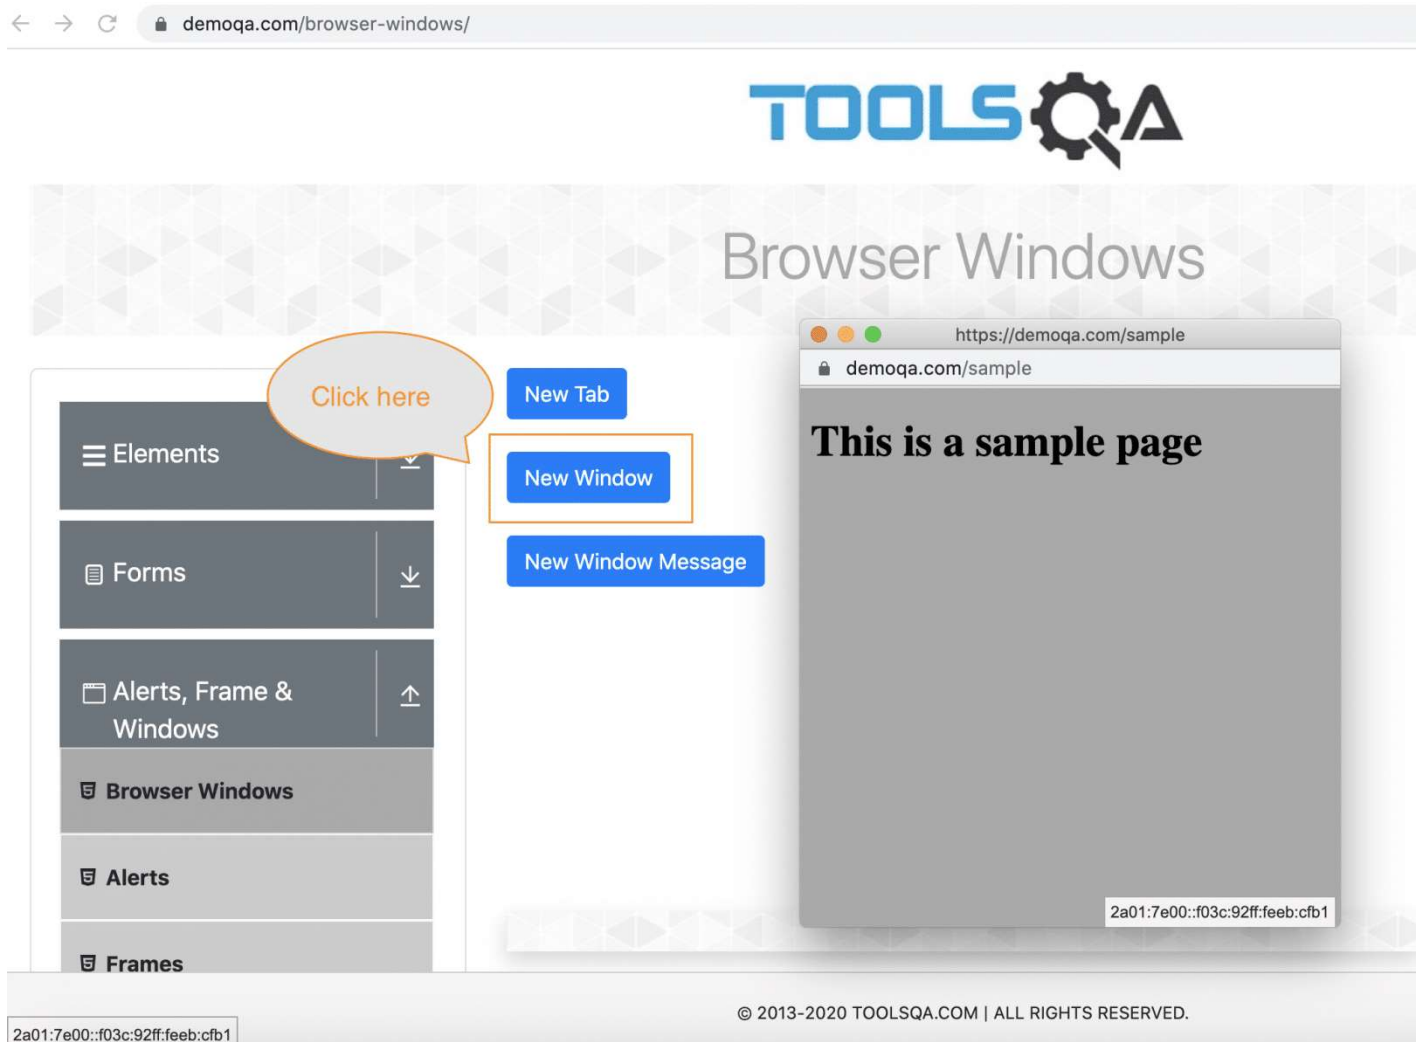 demoqa.com/browser-windows/
TOOLSQA
Browser Windows
https://demoqa.com/sample
demoqa.com/sample
This is a sample page
2a01:7e00::f03c:92ff:feeb:cfb1
Click here
New Tab
New Window
New Window Message
Elements
Forms
Alerts, Frame &
Windows
Browser Windows
Alerts
Frames
© 2013-2020 TOOLSQA.COM | ALL RIGHTS RESERVED.
2a01:7e00::f03c:92ff:feeb:cfb1